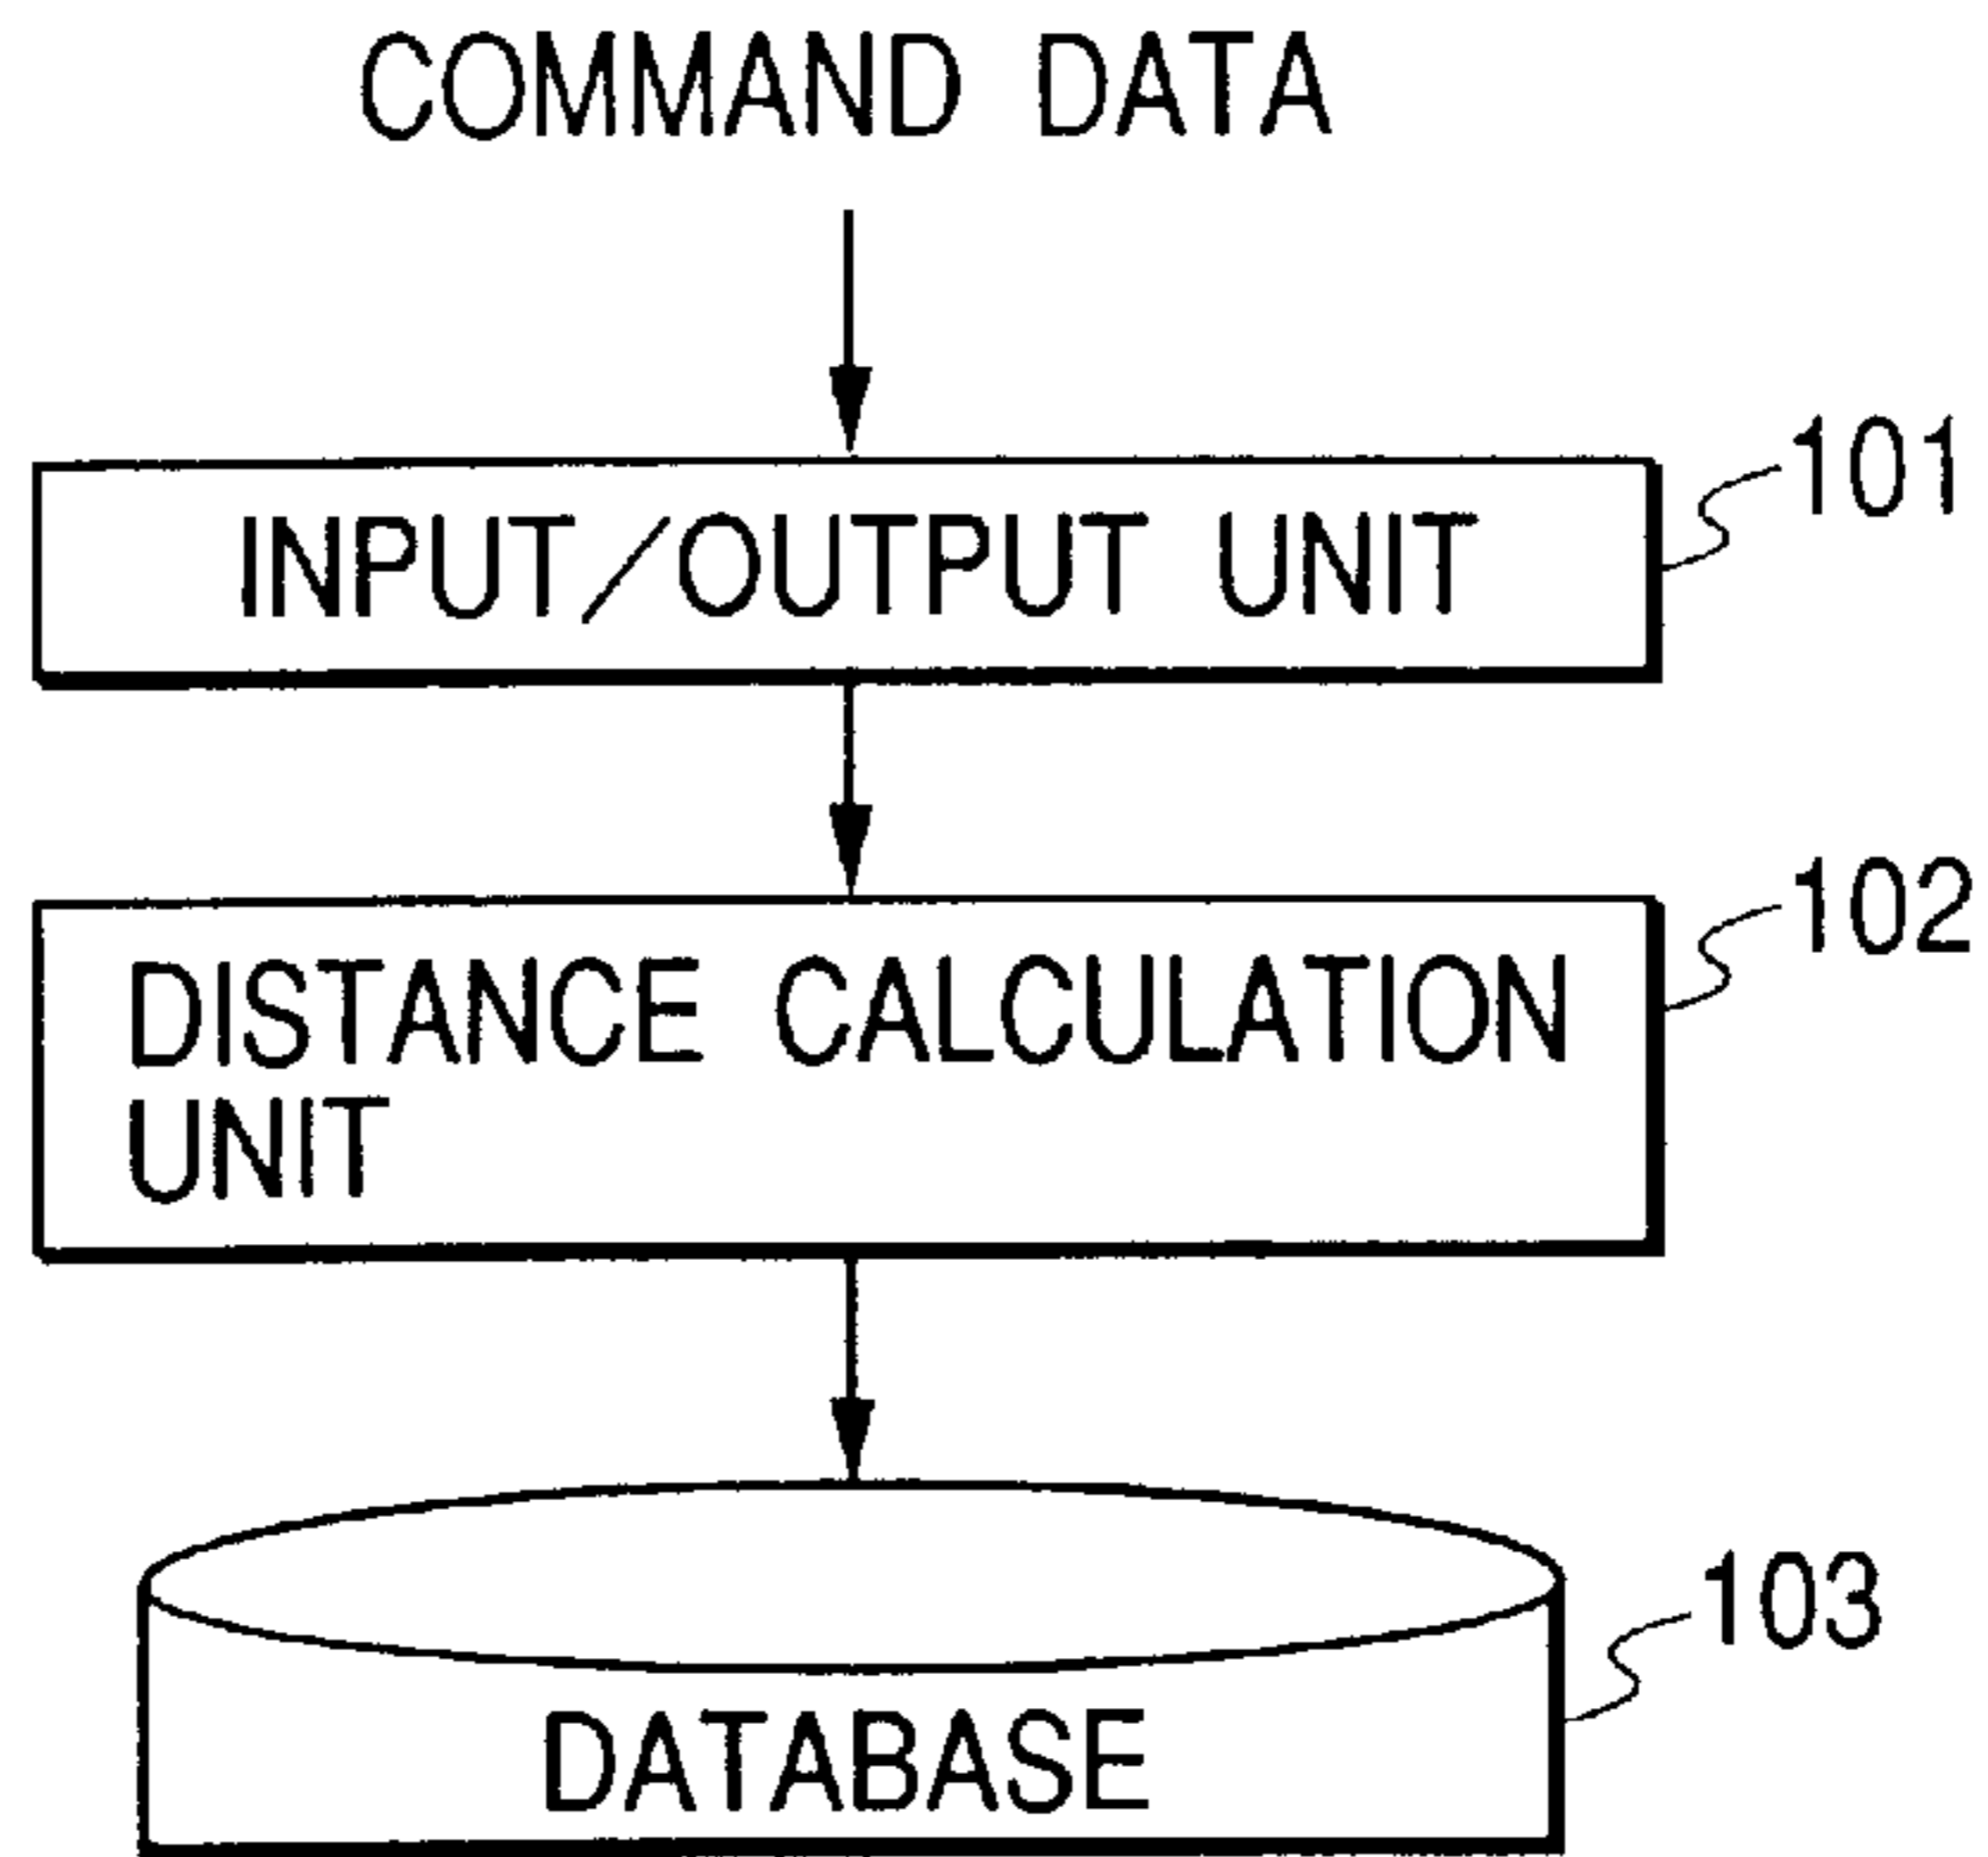 COMMAND DATA
101
INPUT/OUTPUT UNIT
102
DISTANCE CALCULATION
UNIT
103
DATABASE